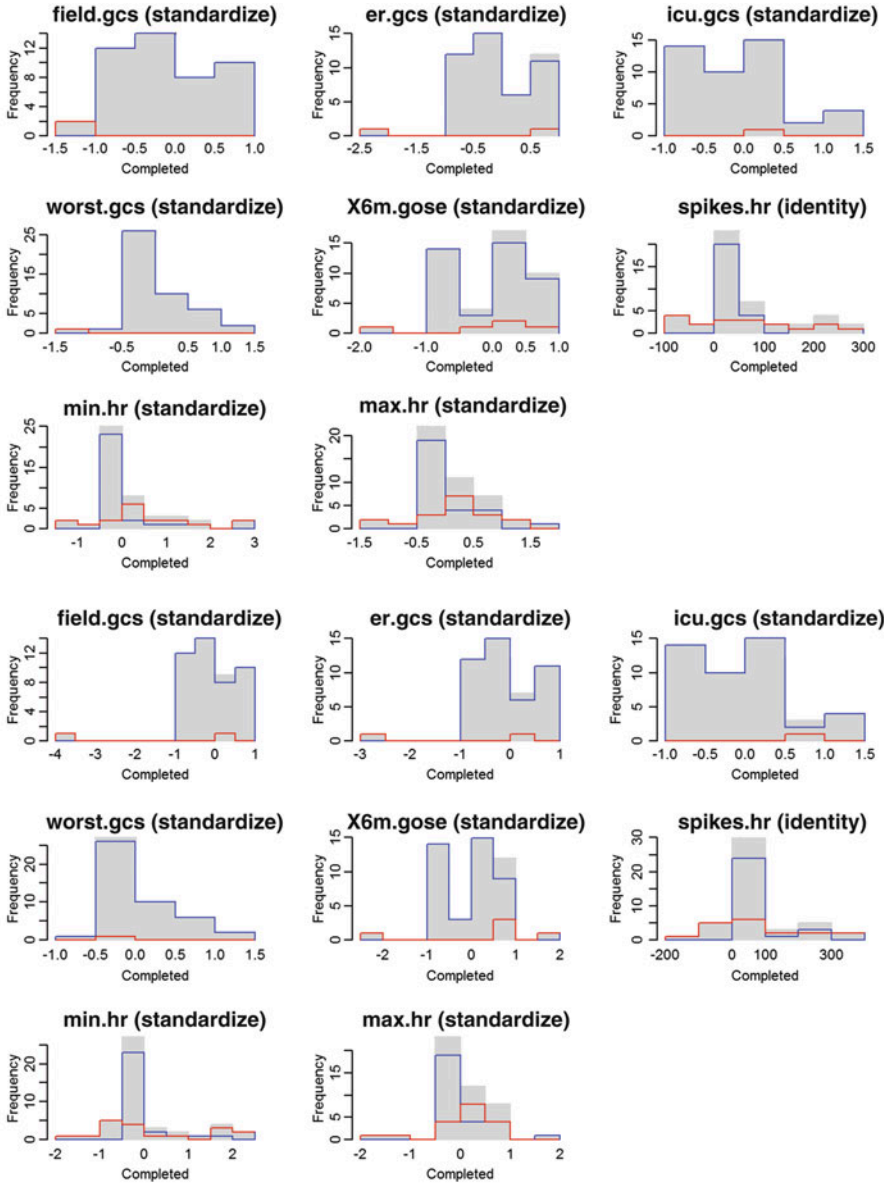 field.gcs (standardize)
er.gcs (standardize)
icu.gcs (standardize)
Frequency
0 4 8 12
-1.5 -1.0 -0.5 0.0 0.5 1.0
Completed
Frequency
0 5 10 15
-2.5 -1.5 -0.5 0.5
Completed
Frequency
0 5 10 15
-1.0 -0.5 0.0 0.5 1.0 1.5
Completed
worst.gcs (standardize)
X6m.gose (standardize)
spikes.hr (identity)
Frequency
0 5 15 25
-1.5 -0.5 0.5 1.5
Completed
Frequency
0 5 10 15
-2.0 -1.0 0.0 1.0
Completed
Frequency
0 5 15
-100 0 100 200 300
Completed
min.hr (standardize)
max.hr (standardize)
Frequency
0 5 15 25
-1 0 1 2 3
Completed
Frequency
0 5 10 20
-1.5 -0.5 0.5 1.5
Completed
field.gcs (standardize)
er.gcs (standardize)
icu.gcs (standardize)
Frequency
0 4 8 12
-4 -3 -2 -1 0 1
Completed
Frequency
0 5 10 15
-3 -2 -1 0 1
Completed
Frequency
0 5 10 15
-1.0 -0.5 0.0 0.5 1.0 1.5
Completed
worst.gcs (standardize)
X6m.gose (standardize)
spikes.hr (identity)
Frequency
0 10 20
-1.0 -0.5 0.0 0.5 1.0 1.5
Completed
Frequency
0 5 10 15
-2 -1 0 1 2
Completed
Frequency
0 10 20 30
-200 0 100 300
Completed
min.hr (standardize)
max.hr (standardize)
Frequency
0 5 10 20
-2 -1 0 1 2
Completed
Frequency
0 5 10 20
-2 -1 0 1 2
Completed